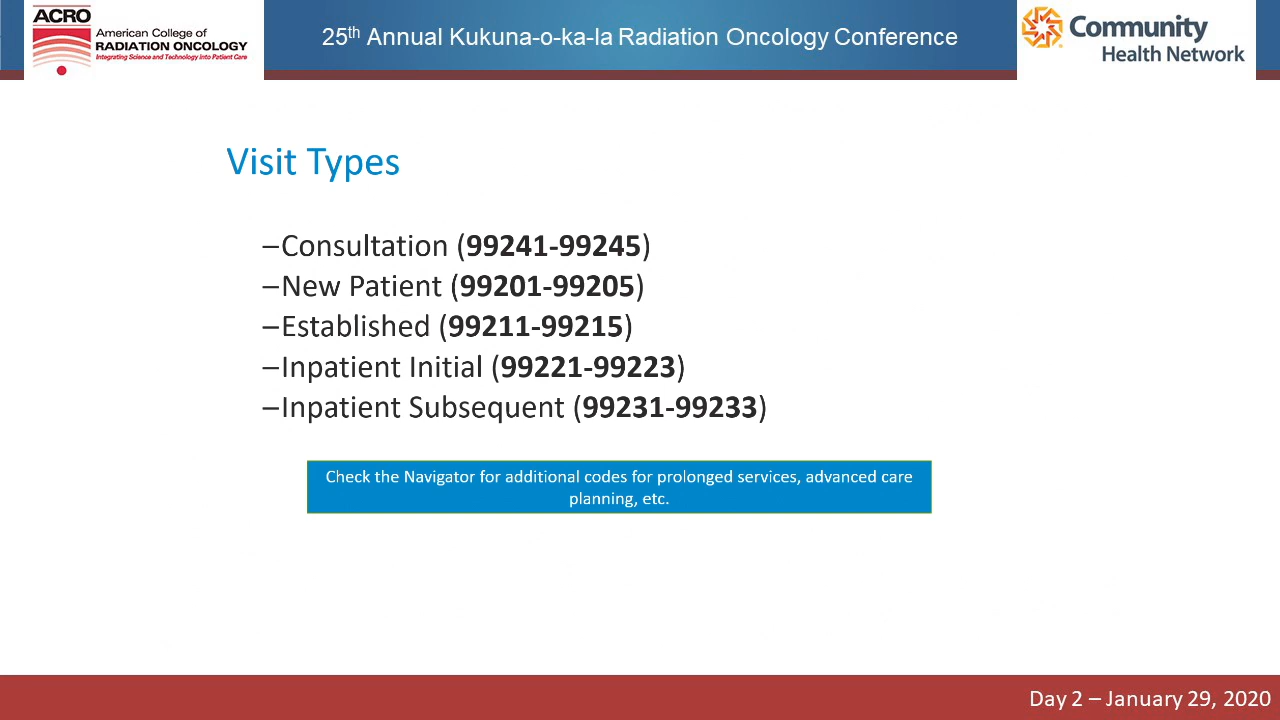 ACRO
American College of
RADIATION ONCOLOGY
Integrating Science and Technology Into Patient Care
25th Annual Kukuna-o-ka-la Radiation Oncology Conference
Community
Health Network
Visit Types
–Consultation (99241-99245)
–New Patient (99201-99205)
–Established (99211-99215)
–Inpatient Initial (99221-99223)
–Inpatient Subsequent (99231-99233)
Check the Navigator for additional codes for prolonged services, advanced care
planning, etc.
Day 2 – January 29, 2020